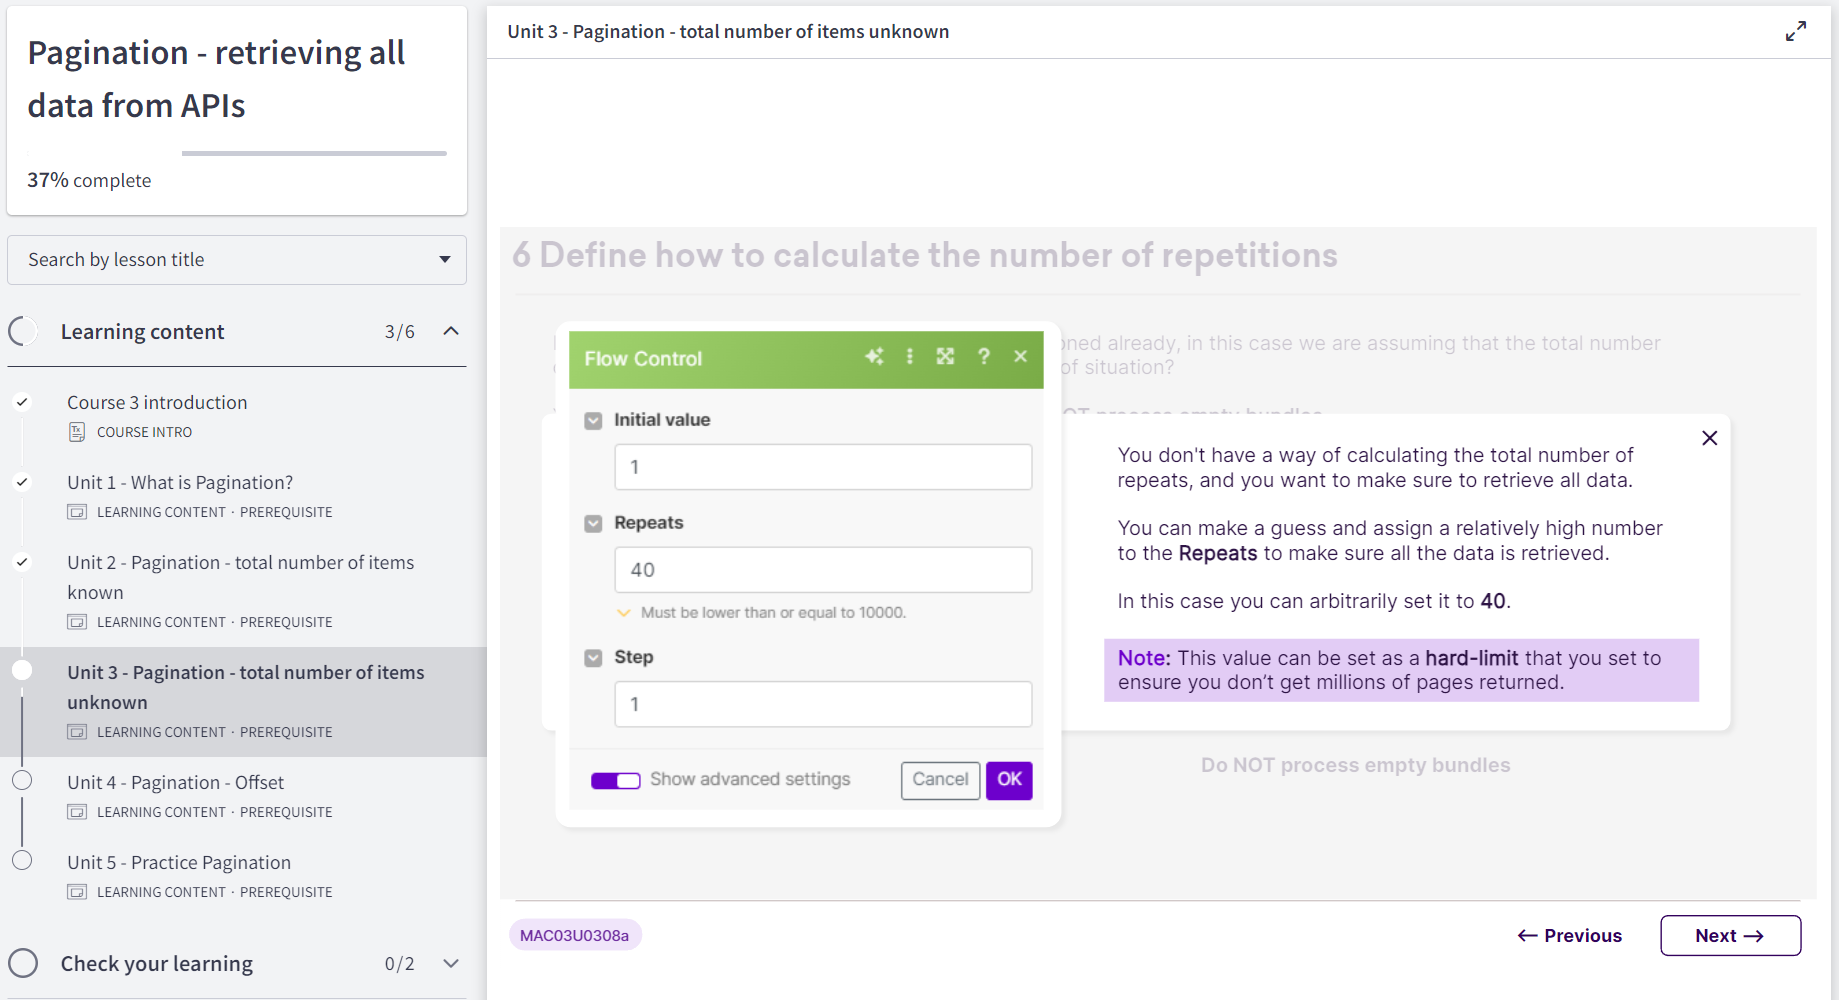 Pagination - retrieving all
data from APIs
37% complete
Search by lesson title
Learning content 3/6
Course 3 introduction
COURSE INTRO
Unit 1 - What is Pagination?
LEARNING CONTENT · PREREQUISITE
Unit 2 - Pagination - total number of items
known
LEARNING CONTENT · PREREQUISITE
Unit 3 - Pagination - total number of items
unknown
LEARNING CONTENT · PREREQUISITE
Unit 4 - Pagination - Offset
LEARNING CONTENT · PREREQUISITE
Unit 5 - Practice Pagination
LEARNING CONTENT · PREREQUISITE
Check your learning 0/2
Unit 3 - Pagination - total number of items unknown
6 Define how to calculate the number of repetitions
already, in this case we are assuming that the total number
of situation?
process empty bundles
Flow Control
Initial value
1
Repeats
40
Must be lower than or equal to 10000.
Step
1
Show advanced settings
Cancel
OK
You don't have a way of calculating the total number of
repeats, and you want to make sure to retrieve all data.
You can make a guess and assign a relatively high number
to the Repeats to make sure all the data is retrieved.
In this case you can arbitrarily set it to 40.
Note: This value can be set as a hard-limit that you set to
ensure you don’t get millions of pages returned.
Do NOT process empty bundles
MAC03U0308a
← Previous
Next →